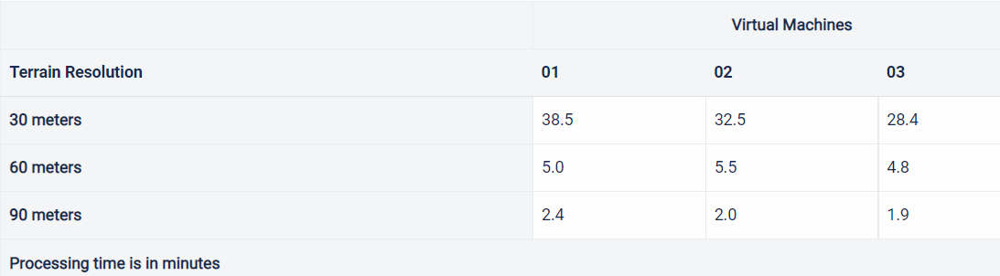 Virtual Machines
Terrain Resolution 01 02 03
30 meters 38.5 32.5 28.4
60 meters 5.0 5.5 4.8
90 meters 2.4 2.0 1.9
Processing time is in minutes